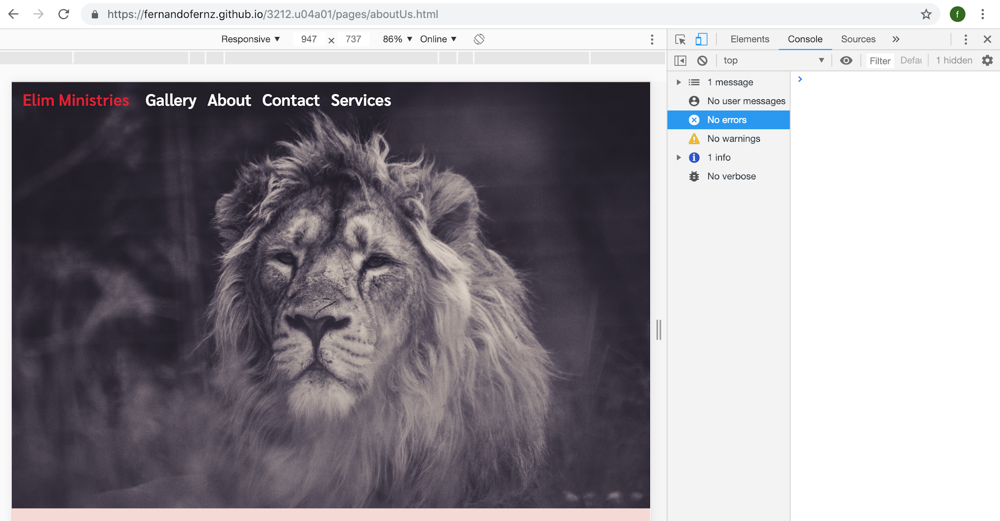 https://fernandofernz.github.io/3212.u04a01/pages/aboutUs.html
f
Responsive 947 × 737 86% Online
Elements Console Sources
top Filter Defau 1 hidden
Elim Ministries Gallery About Contact Services
1 message
No user messages
No errors
No warnings
1 info
No verbose